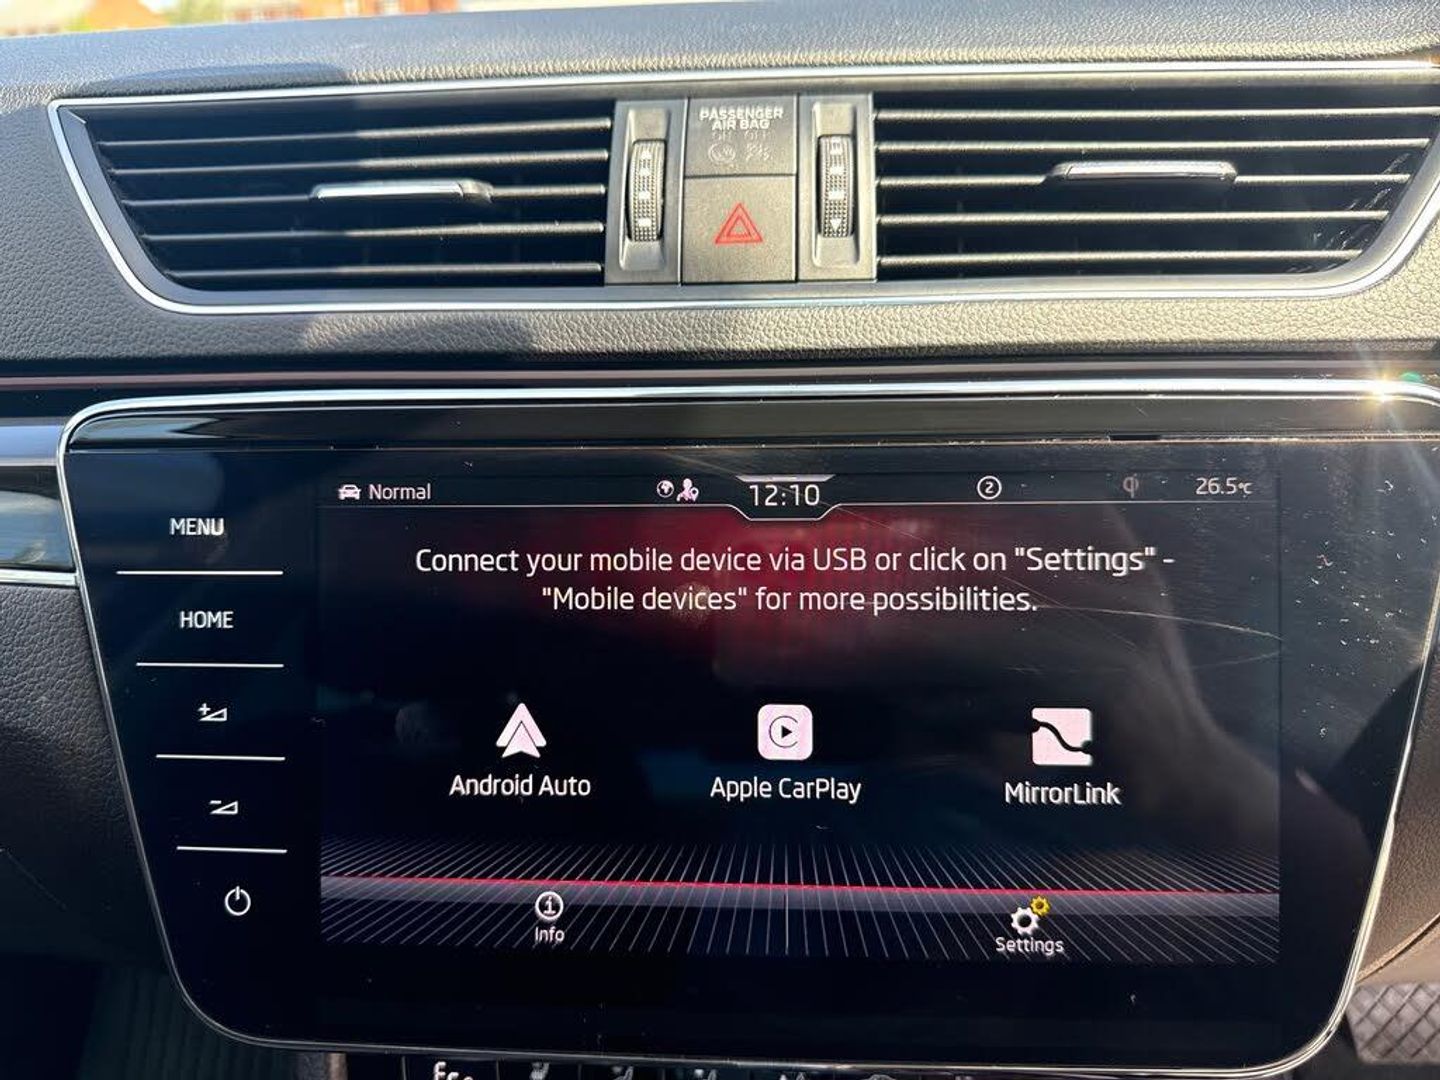 PASSENGER
AIR BAG
MENU
HOME
Normal
12:10
2
26.5°C
Connect your mobile device via USB or click on "Settings" -
"Mobile devices" for more possibilities.
Android Auto
Apple CarPlay
MirrorLink
Info
Settings